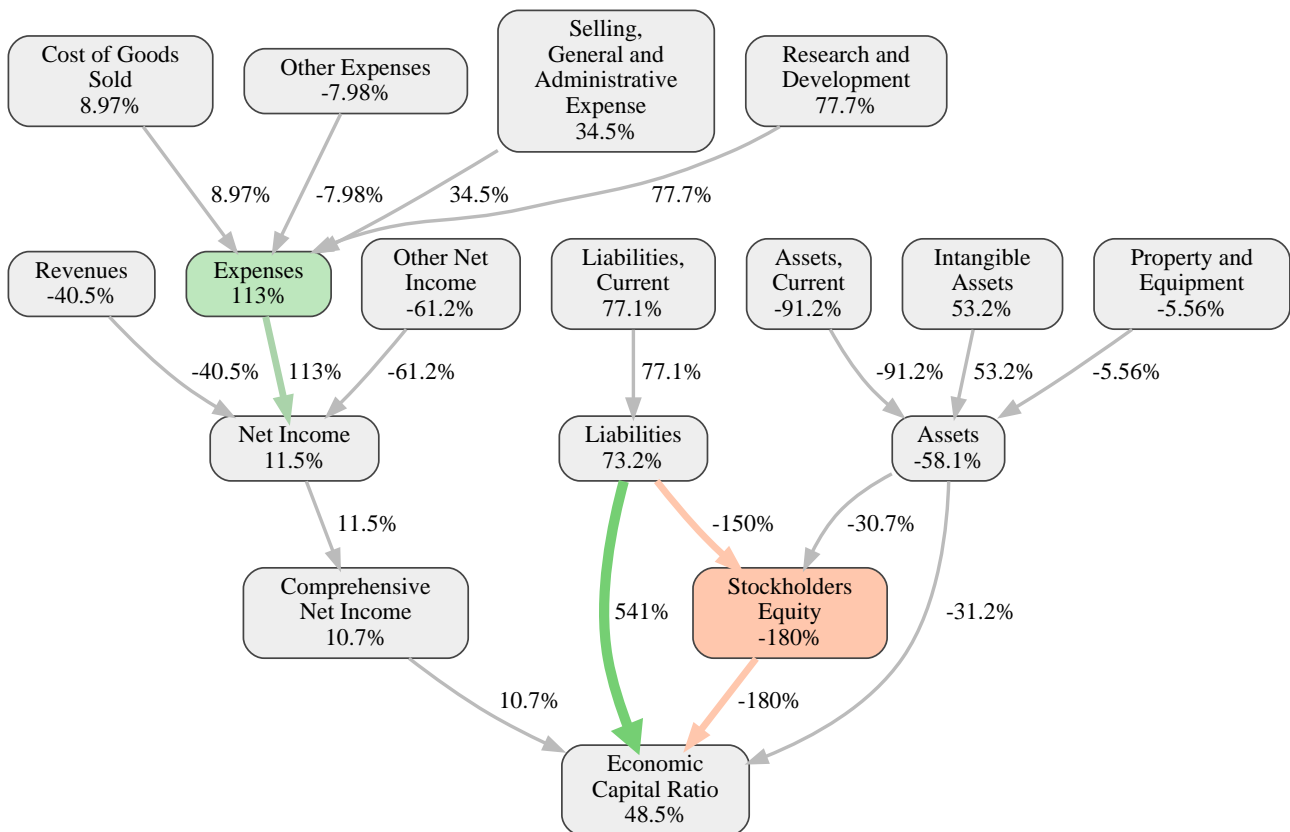 Cost of Goods
Sold
8.97%
Other Expenses
-7.98%
Selling,
General and
Administrative
Expense
34.5%
Research and
Development
77.7%
8.97%
-7.98%
34.5%
77.7%
Revenues
-40.5%
Expenses
113%
Other Net
Income
-61.2%
Liabilities,
Current
77.1%
Assets,
Current
-91.2%
Intangible
Assets
53.2%
Property and
Equipment
-5.56%
-40.5%
113%
-61.2%
77.1%
-91.2%
53.2%
-5.56%
Net Income
11.5%
Liabilities
73.2%
Assets
-58.1%
11.5%
-150%
-30.7%
Comprehensive
Net Income
10.7%
541%
Stockholders
Equity
-180%
-31.2%
10.7%
-180%
Economic
Capital Ratio
48.5%